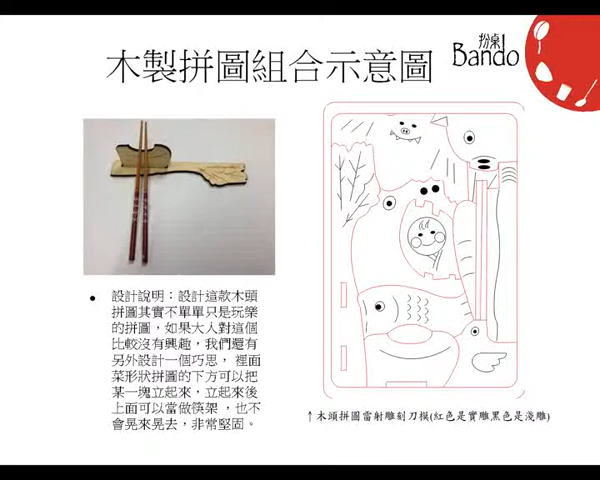 木製拼圖組合示意圖
扮桌
Bando
• 設計說明：設計這款木頭
拼圖其實不單單只是玩樂
的拼圖，如果大人對這個
比較沒有興趣，我們還有
另外設計一個巧思， 裡面
菜形狀拼圖的下方可以把
某一塊立起來，立起來後
上面可以當做筷架 ，也不
會晃來晃去，非常堅固。
↑木頭拼圖雷射雕刻刀模(紅色是實雕黑色是淺雕)